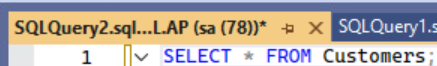 SQLQuery2.sql...L.AP (sa (78))* SQLQuery1.s
1 SELECT * FROM Customers;